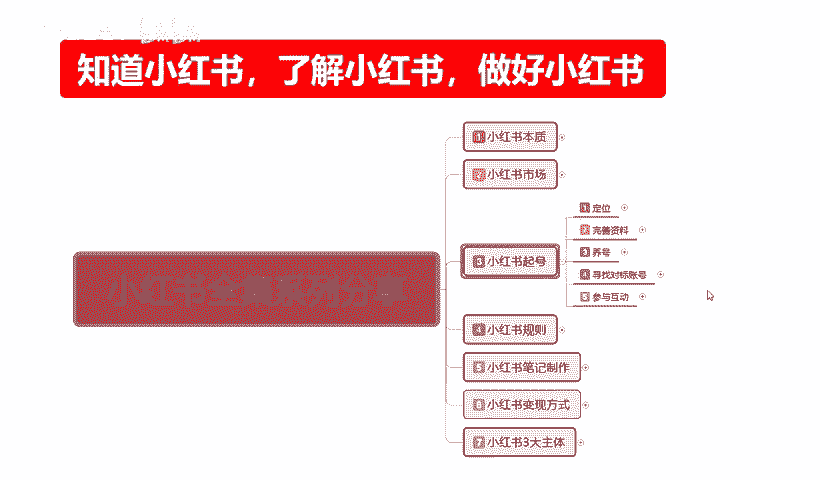 知道小红书，了解小红书，做好小红书
1 小红书本质
2 小红书市场
3 小红书起号
1 定位
2 完善资料
3 养号
4 寻找对标账号
5 参与互动
4 小红书规则
5 小红书笔记制作
6 小红书变现方式
7 小红书3大主体